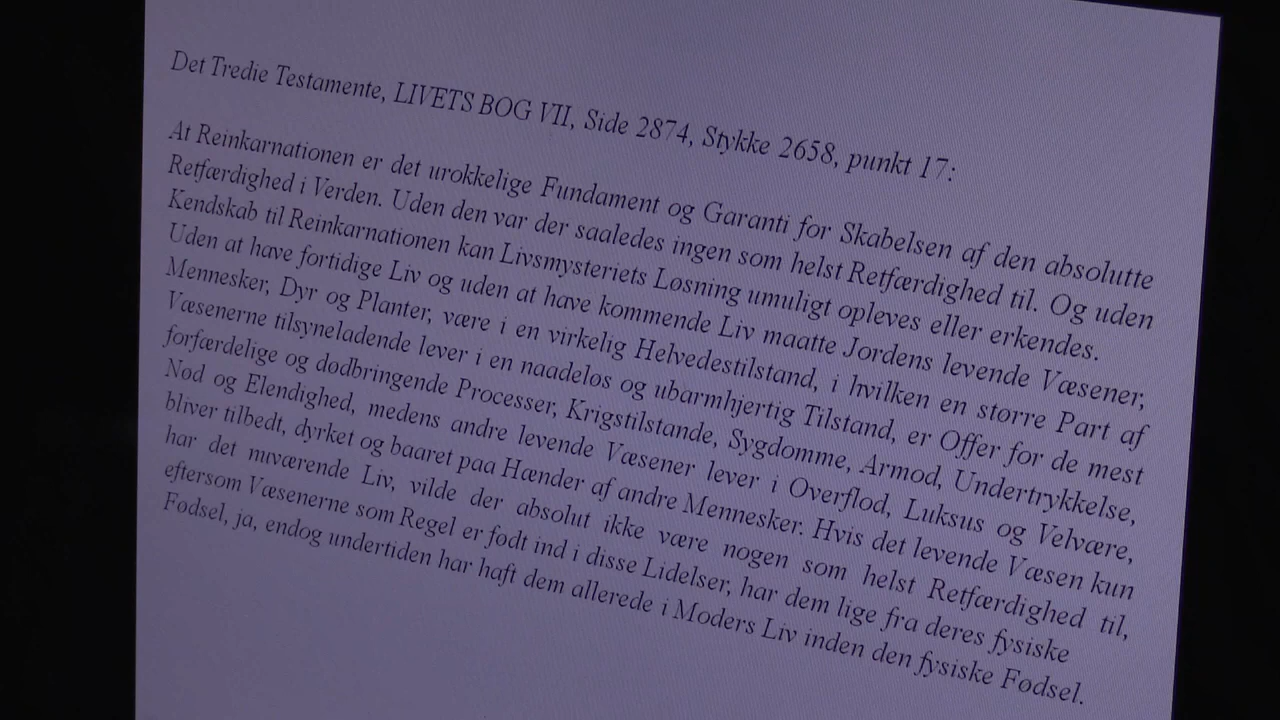 Det Tredie Testamente, LIVETS BOG VII, Side 2874, Stykke 2658, punkt 17:
At Reinkarnationen er det urokkelige Fundament og Garanti for Skabelsen af den absolutte
Retfærdighed i Verden. Uden den var der saaledes ingen som helst Retfærdighed til. Og uden
Kendskab til Reinkarnationen kan Livsmysteriets Løsning umuligt opleves eller erkendes.
Uden at have fortidige Liv og uden at have kommende Liv maatte Jordens levende Væsener,
Mennesker, Dyr og Planter, være i en virkelig Helvedestilstand, i hvilken en større Part af
Væsenerne tilsyneladende lever i en naadeløs og ubarmhjertig Tilstand, er Offer for de mest
forfærdelige og dødbringende Processer, Krigstilstande, Sygdomme, Armod, Undertrykkelse,
Nød og Elendighed, medens andre levende Væsener lever i Overflod, Luksus og Velvære,
bliver tilbedt, dyrket og baaret paa Hænder af andre Mennesker. Hvis det levende Væsen kun
har det nuværende Liv, vilde der absolut ikke være nogen som helst Retfærdighed til,
eftersom Væsenerne som Regel er født ind i disse Lidelser, har dem lige fra deres fysiske
Fødsel, ja, endog undertiden har haft dem allerede i Moders Liv inden den fysiske Fødsel.